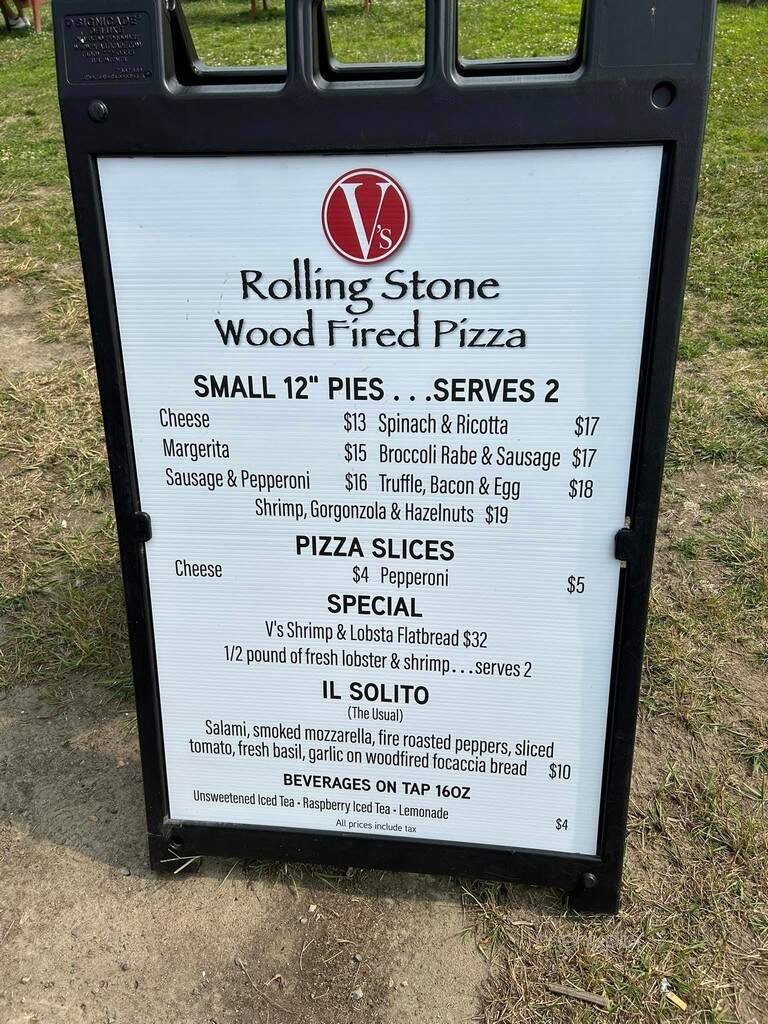 SIGNICADE
DELUXE
V's
Rolling Stone
Wood Fired Pizza
SMALL 12" PIES . . .SERVES 2
Cheese $13 Spinach & Ricotta $17
Margerita $15 Broccoli Rabe & Sausage $17
Sausage & Pepperoni $16 Truffle, Bacon & Egg $18
Shrimp, Gorgonzola & Hazelnuts $19
PIZZA SLICES
Cheese $4 Pepperoni $5
SPECIAL
V's Shrimp & Lobsta Flatbread $32
1/2 pound of fresh lobster & shrimp...serves 2
IL SOLITO
(The Usual)
Salami, smoked mozzarella, fire roasted peppers, sliced
tomato, fresh basil, garlic on woodfired focaccia bread $10
BEVERAGES ON TAP 16OZ
Unsweetened Iced Tea • Raspberry Iced Tea • Lemonade $4
All prices include tax